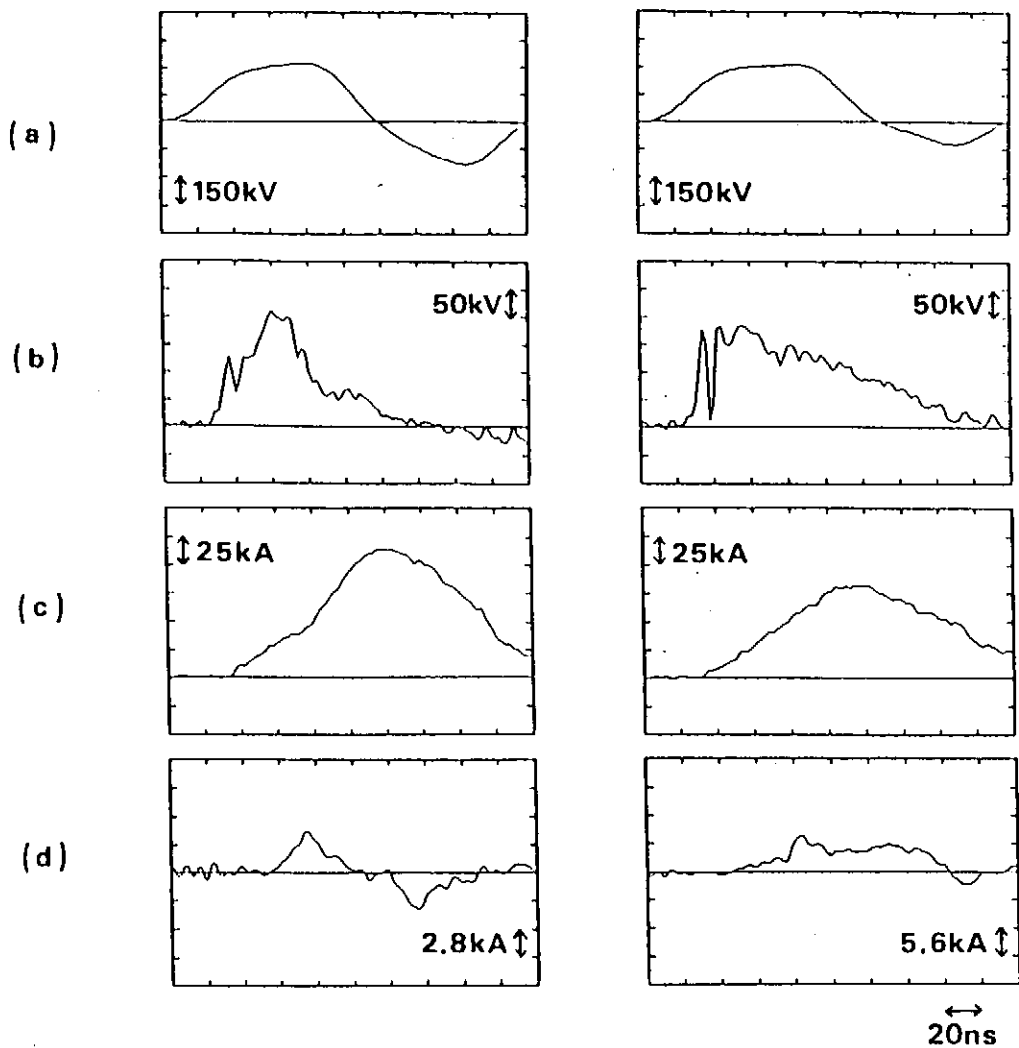 (a)
↕150kV
↕150kV
(b)
50kV↕
50kV↕
(c)
↕25kA
↕25kA
(d)
2.8kA↕
5.6kA↕
↔
20ns